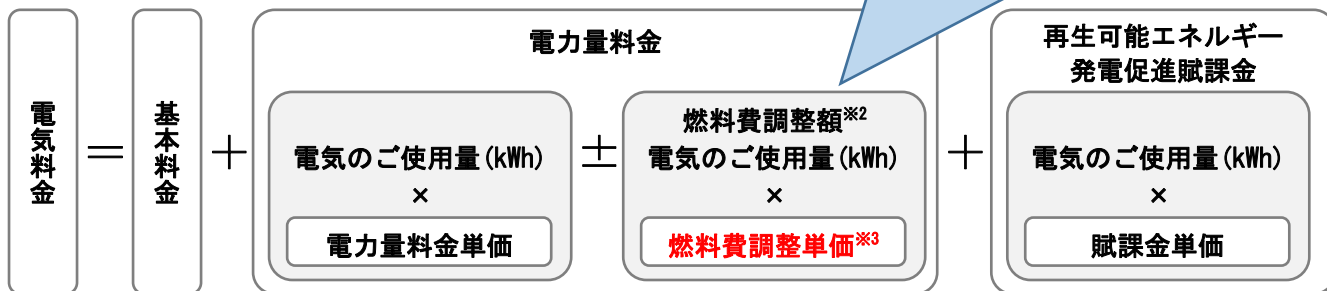 電気料金
＝
基本料金
＋
電力量料金
電気のご使用量(kWh)
×
電力量料金単価
±
燃料費調整額※2
電気のご使用量(kWh)
×
燃料費調整単価※3
＋
再生可能エネルギー
発電促進賦課金
電気のご使用量(kWh)
×
賦課金単価